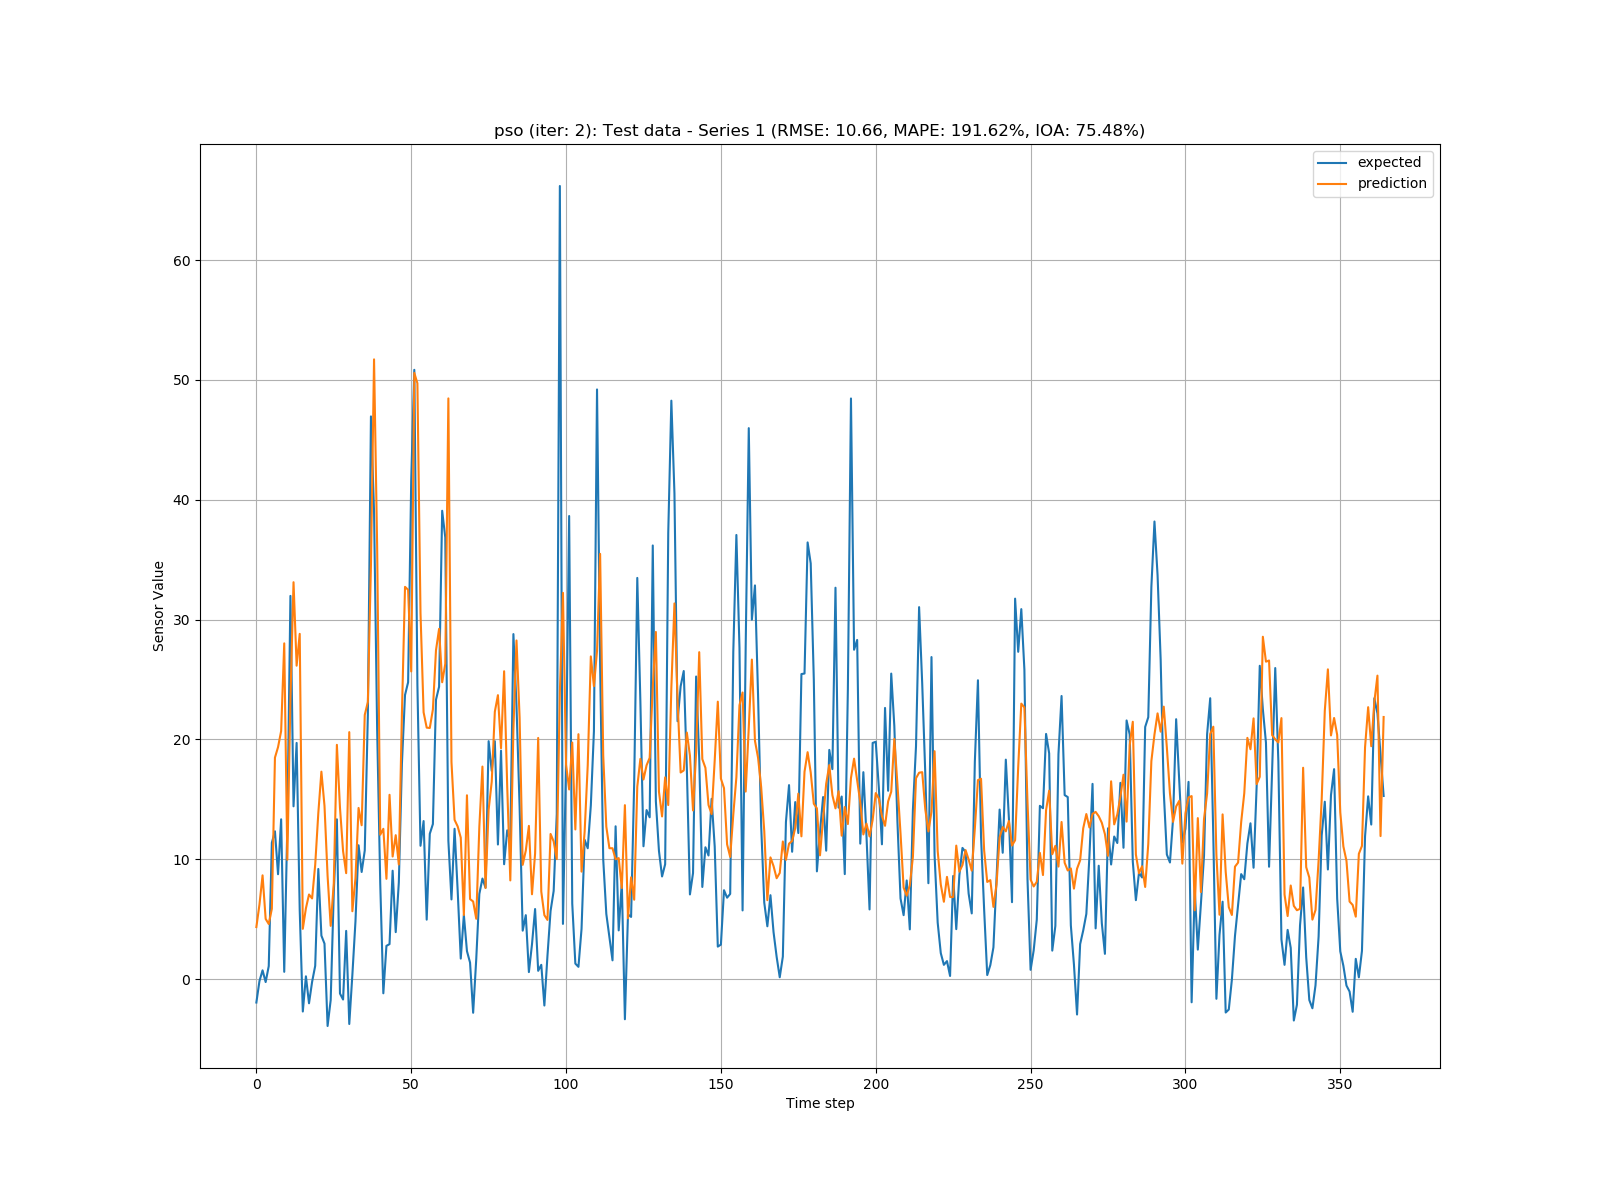 pso (iter: 2): Test data - Series 1 (RMSE: 10.66, MAPE: 191.62%, IOA: 75.48%)
expected
prediction
Sensor Value
60
50
40
30
20
10
0
0 50 100 150 200 250 300 350
Time step